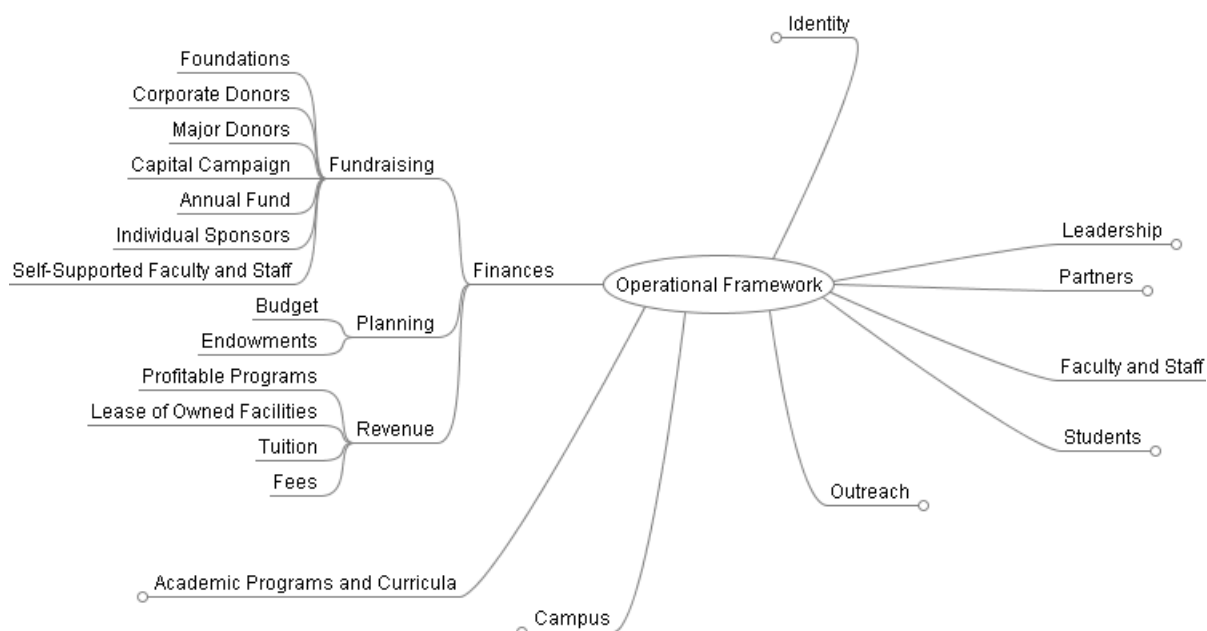 Identity
Foundations
Corporate Donors
Major Donors
Capital Campaign
Fundraising
Annual Fund
Individual Sponsors
Self-Supported Faculty and Staff
Finances
Operational Framework
Leadership
Partners
Budget
Planning
Endowments
Profitable Programs
Lease of Owned Facilities
Revenue
Tuition
Fees
Faculty and Staff
Students
Outreach
Academic Programs and Curricula
Campus